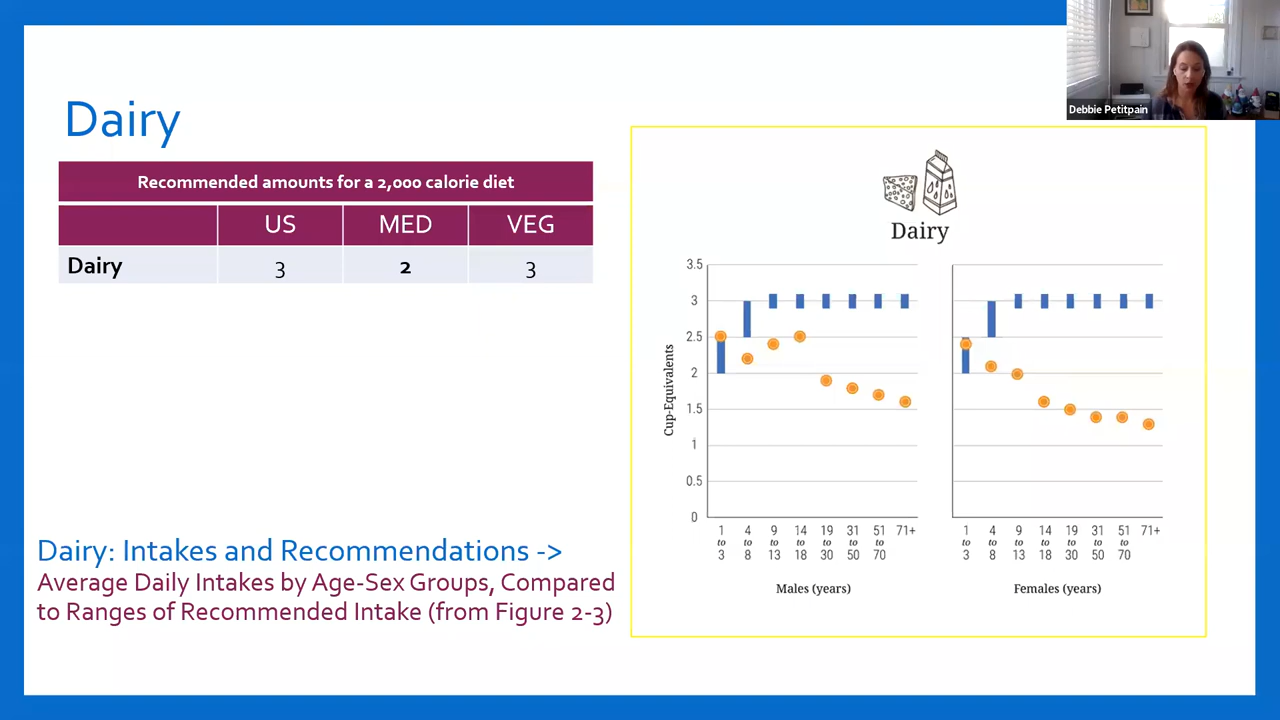 Debbie Petitpain
Dairy
Recommended amounts for a 2,000 calorie diet
US MED VEG
Dairy 3 2 3
Dairy: Intakes and Recommendations ->
Average Daily Intakes by Age-Sex Groups, Compared
to Ranges of Recommended Intake (from Figure 2-3)
Dairy
Cup-Equivalents
3.5
3
2.5
2
1.5
1
0.5
0
1 4 9 14 19 31 51 71+
to to to to to to to
3 8 13 18 30 50 70
Males (years)
1 4 9 14 19 31 51 71+
to to to to to to to
3 8 13 18 30 50 70
Females (years)